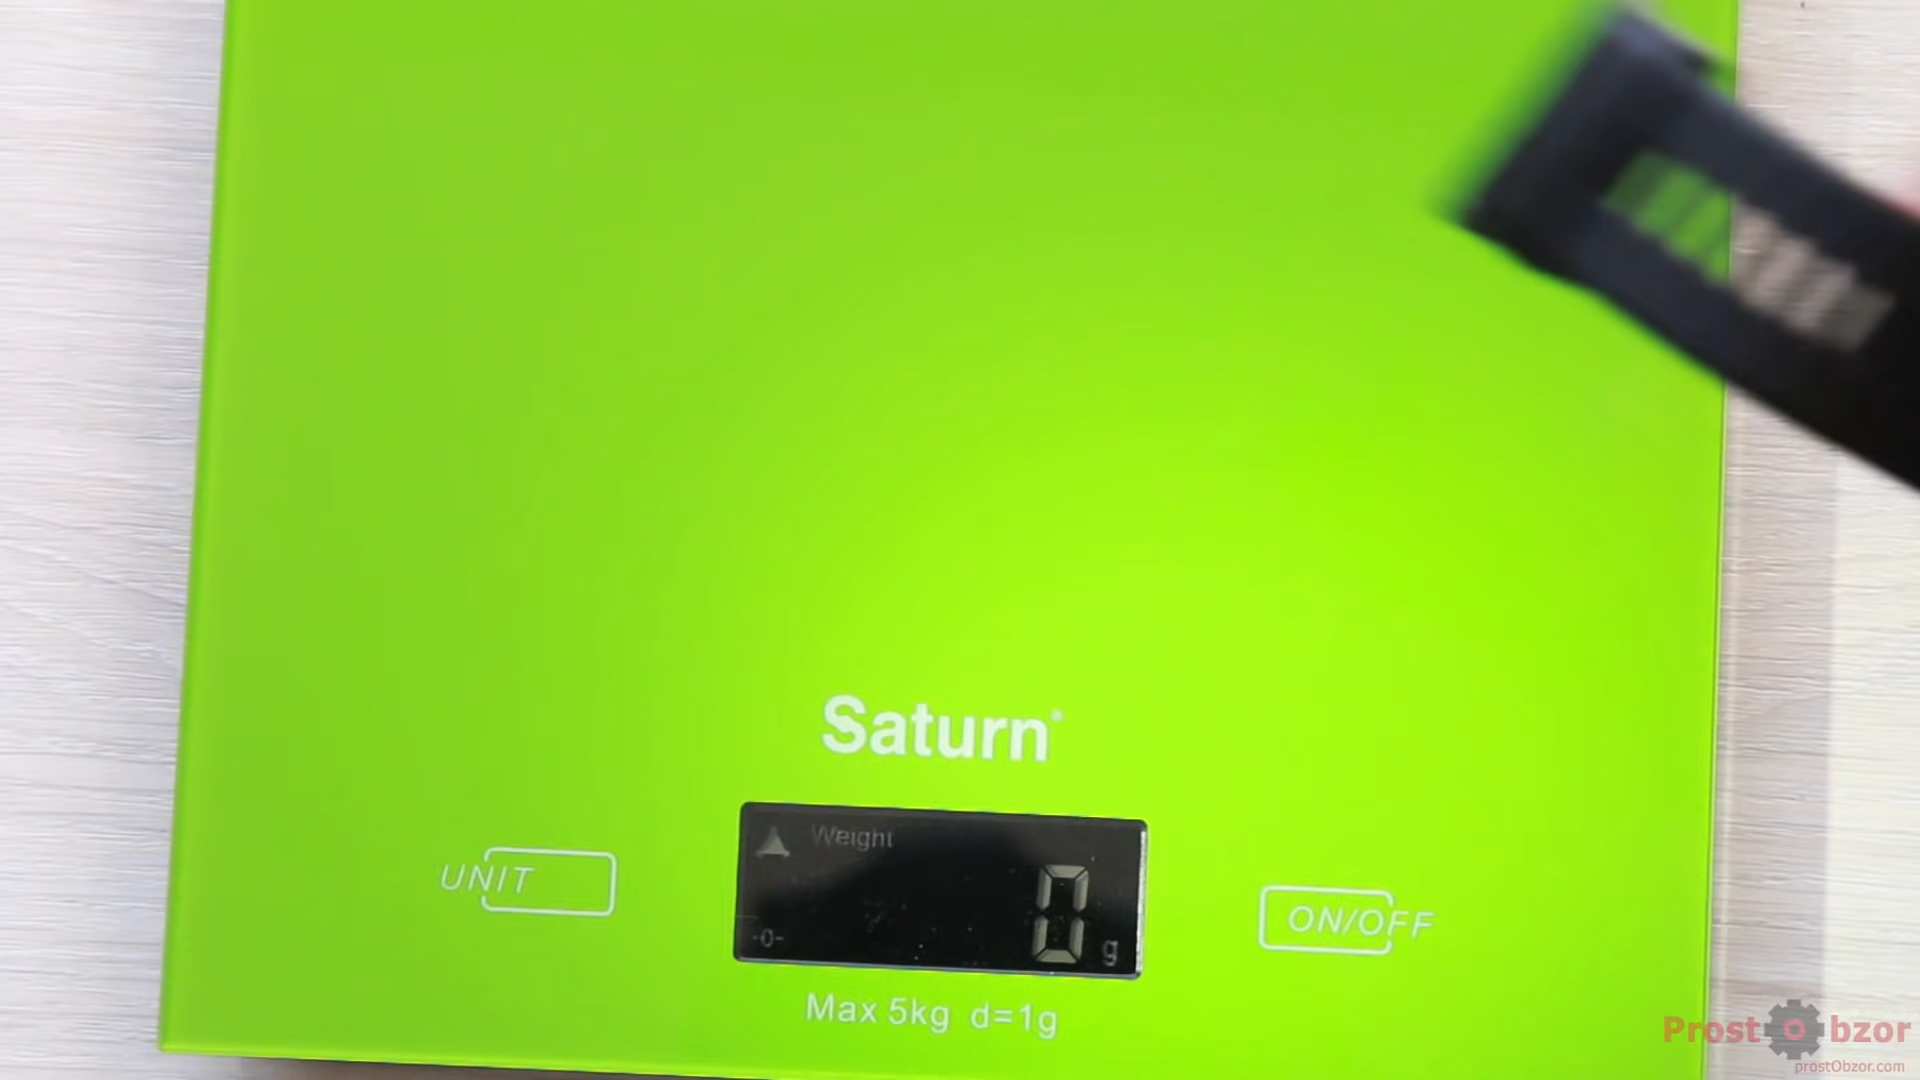 Saturn
Weight
UNIT
-0-
0 g
ON/OFF
Max 5kg d=1g
Prost bzor
prostObzor.com